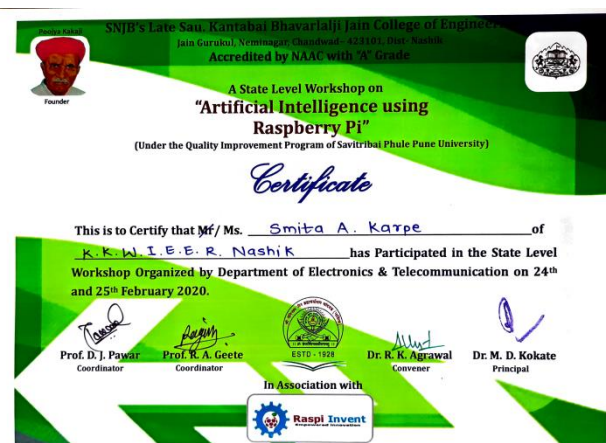 Pujya Kakaji
Founder
SNJB's Late Sau. Kantabai Bhavarlalji Jain College of Engineering
Jain Gurukul, Neminagar, Chandwad- 423101, Dist- Nashik
Accredited by NAAC with "A" Grade
A State Level Workshop on
"Artificial Intelligence using
Raspberry Pi"
(Under the Quality Improvement Program of Savitribai Phule Pune University)
Certificate
This is to Certify that Mr/ Ms. Smita A. Karpe of
K.K.W.I.E.E.R. Nashik has Participated in the State Level
Workshop Organized by Department of Electronics & Telecommunication on 24th
and 25th February 2020.
Prof. D. J. Pawar
Coordinator
Prof. R. A. Geete
Coordinator
ESTD - 1928
Dr. R. K. Agrawal
Convener
Dr. M. D. Kokate
Principal
In Association with
Raspi Invent
Empowered Innovation